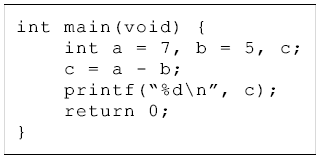 int main(void) {
    int a = 7, b = 5, c;
    c = a - b;
    printf(“%d\n”, c);
    return 0;
}